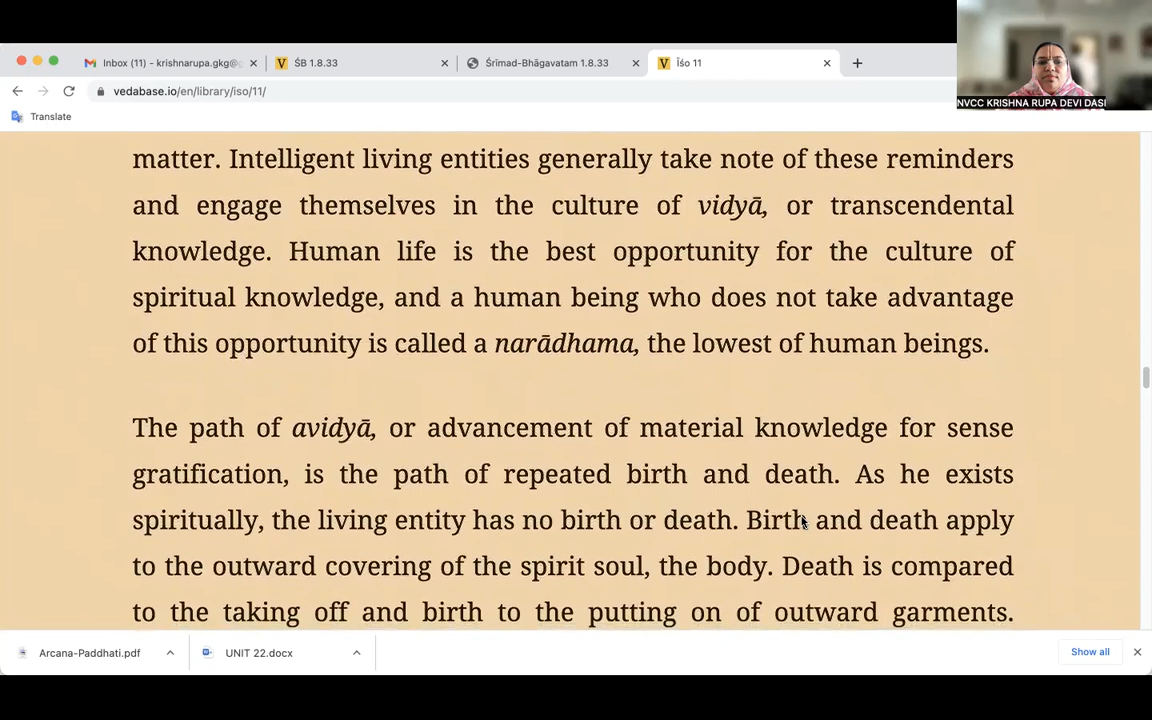 Inbox (11) - krishnarupa.gkg@g
ŚB 1.8.33
Śrīmad-Bhāgavatam 1.8.33
Īśo 11
vedabase.io/en/library/iso/11/
Translate
NVCC KRISHNA RUPA DEVI DASI
matter. Intelligent living entities generally take note of these reminders
and engage themselves in the culture of vidyā, or transcendental
knowledge. Human life is the best opportunity for the culture of
spiritual knowledge, and a human being who does not take advantage
of this opportunity is called a narādhama, the lowest of human beings.
The path of avidyā, or advancement of material knowledge for sense
gratification, is the path of repeated birth and death. As he exists
spiritually, the living entity has no birth or death. Birth and death apply
to the outward covering of the spirit soul, the body. Death is compared
to the taking off and birth to the putting on of outward garments.
Arcana-Paddhati.pdf
UNIT 22.docx
Show all